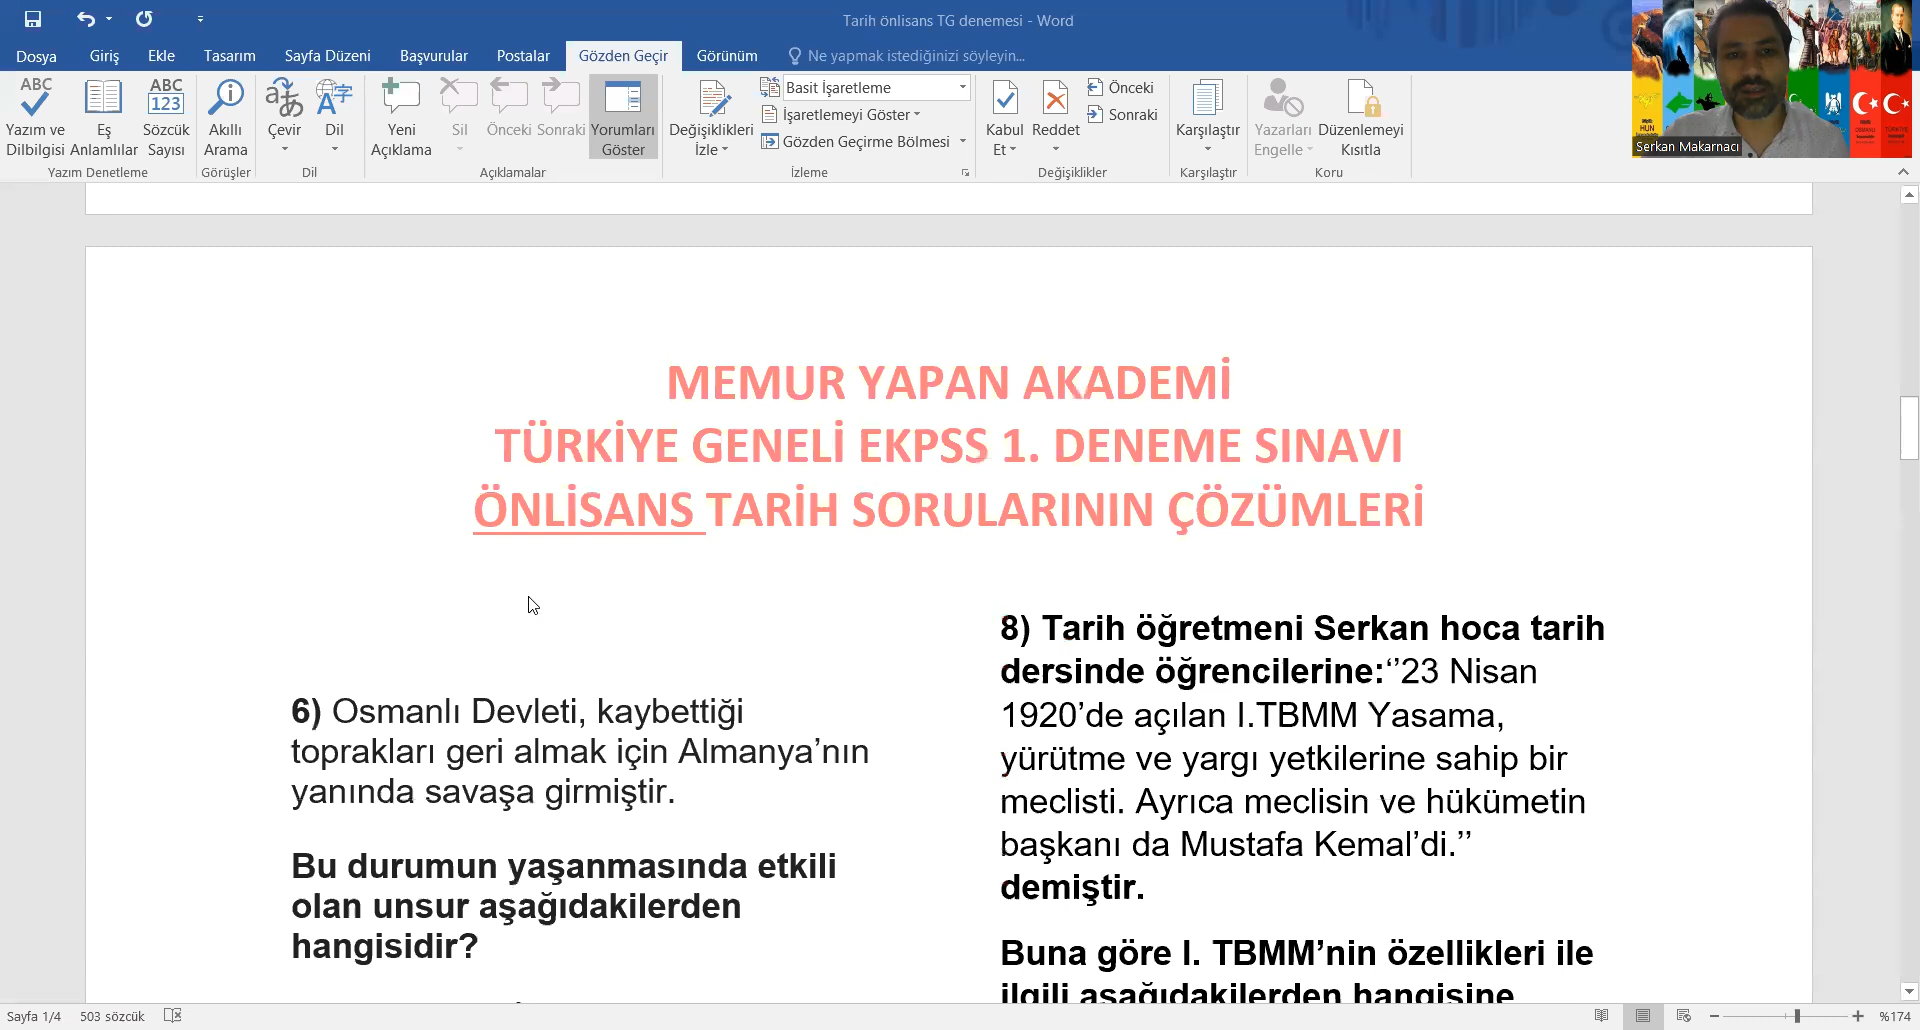 Tarih önlisans TG denemesi - Word
Dosya Giriş Ekle Tasarım Sayfa Düzeni Başvurular Postalar Gözden Geçir Görünüm Ne yapmak istediğinizi söyleyin...
ABC
Yazım ve
Dilbilgisi
Eş
Anlamlılar
ABC
123
Sözcük
Sayısı
Yazım Denetleme
Akıllı
Arama
Görüşler
Çevir
Dil
Dil
Yeni
Açıklama
Sil
Önceki
Sonraki
Yorumları
Göster
Açıklamalar
Değişiklikleri
İzle
Basit İşaretleme
İşaretlemeyi Göster
Gözden Geçirme Bölmesi
İzleme
Kabul
Et
Reddet
Önceki
Sonraki
Değişiklikler
Karşılaştır
Karşılaştır
Yazarları
Engelle
Düzenlemeyi
Kısıtla
Koru
HUN
Serkan Makarnacı
MEMUR YAPAN AKADEMİ
TÜRKİYE GENELİ EKPSS 1. DENEME SINAVI
ÖNLİSANS TARİH SORULARININ ÇÖZÜMLERİ
6) Osmanlı Devleti, kaybettiği
toprakları geri almak için Almanya’nın
yanında savaşa girmiştir.
Bu durumun yaşanmasında etkili
olan unsur aşağıdakilerden
hangisidir?
8) Tarih öğretmeni Serkan hoca tarih
dersinde öğrencilerine:‘’23 Nisan
1920’de açılan I.TBMM Yasama,
yürütme ve yargı yetkilerine sahip bir
meclisti. Ayrıca meclisin ve hükümetin
başkanı da Mustafa Kemal’di.’’
demiştir.
Buna göre I. TBMM’nin özellikleri ile
ilgili aşağıdakilerden hangisine
Sayfa 1/4 503 sözcük %174